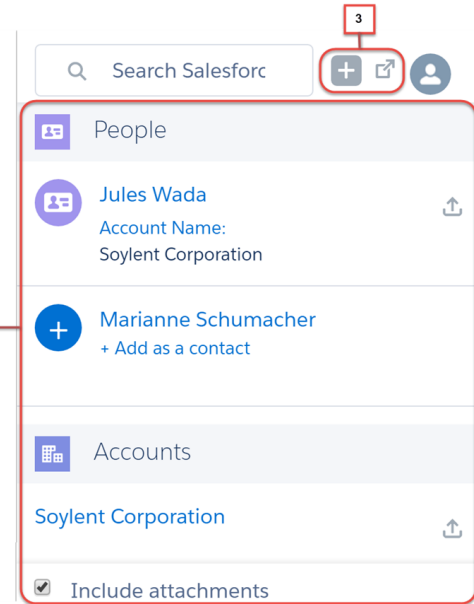 3
Search Salesforc
People
Jules Wada
Account Name:
Soylent Corporation
Marianne Schumacher
+ Add as a contact
Accounts
Soylent Corporation
Include attachments